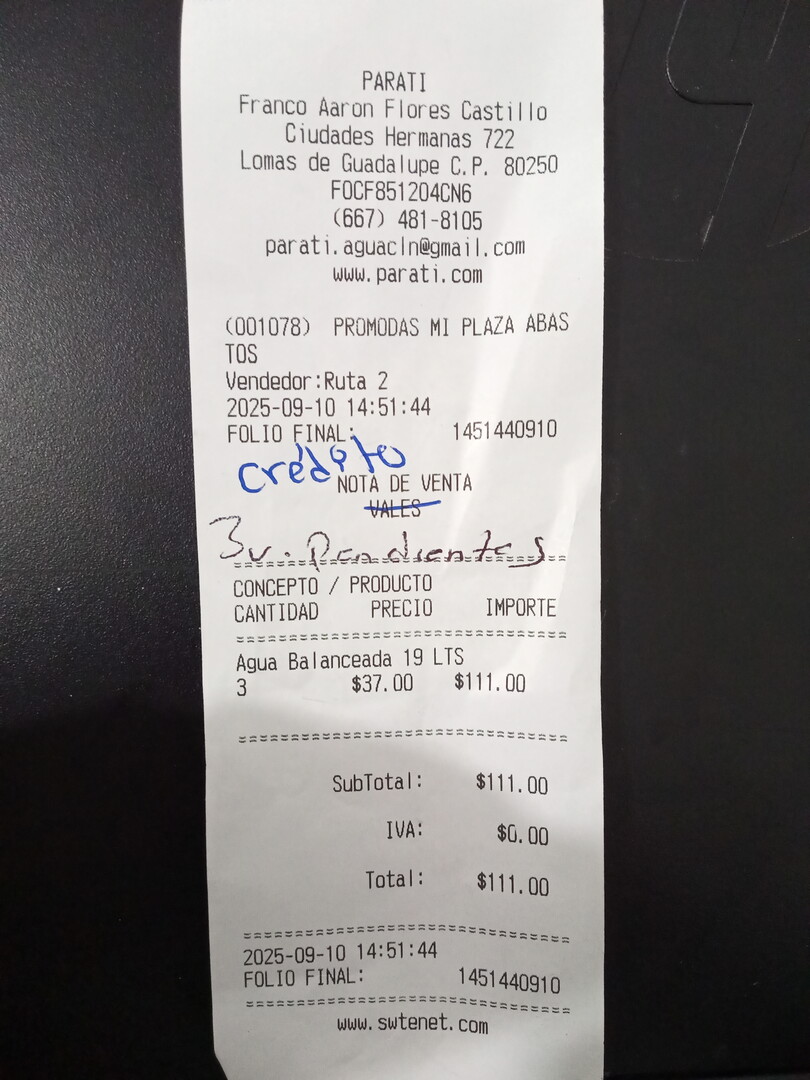 PARATI
Franco Aaron Flores Castillo
Ciudades Hermanas 722
Lomas de Guadalupe C.P. 80250
FOCF851204CN6
(667) 481-8105
parati.aguacln@gmail.com
www.parati.com
(001078) PROMODAS MI PLAZA ABAS
TOS
Vendedor:Ruta 2
2025-09-10 14:51:44
FOLIO FINAL: 1451440910
crédito
NOTA DE VENTA
VALES
3v. Pendientes
==============================
CONCEPTO / PRODUCTO
CANTIDAD PRECIO IMPORTE
==============================
Agua Balanceada 19 LTS
3 $37.00 $111.00
==============================
SubTotal: $111.00
IVA: $0.00
Total: $111.00
==============================
2025-09-10 14:51:44
FOLIO FINAL: 1451440910
==============================
www.swtenet.com